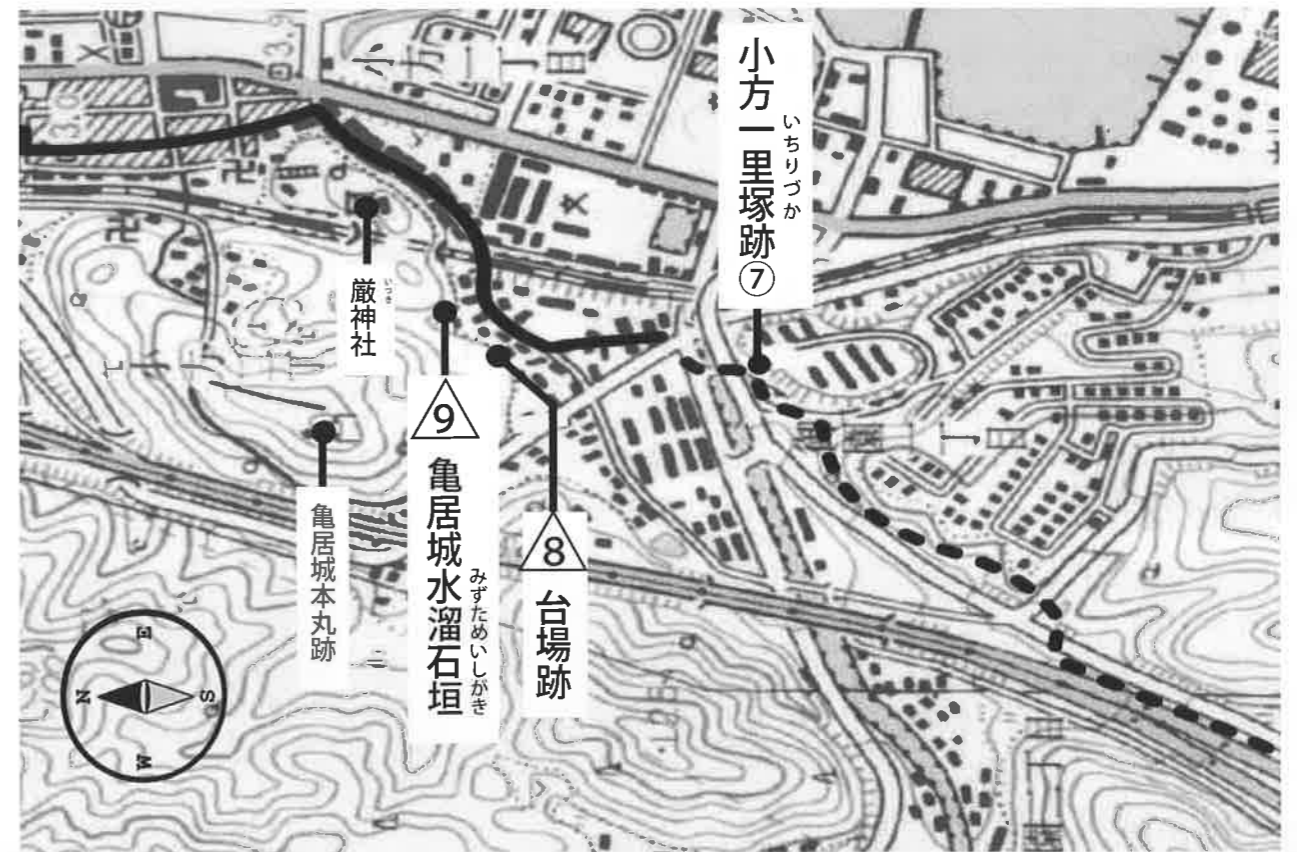 小方一里塚跡⑦
いちりづか
厳神社
いつき
9 亀居城水溜石垣
みずためいしがき
8 台場跡
亀居城本丸跡
E
N
S
W